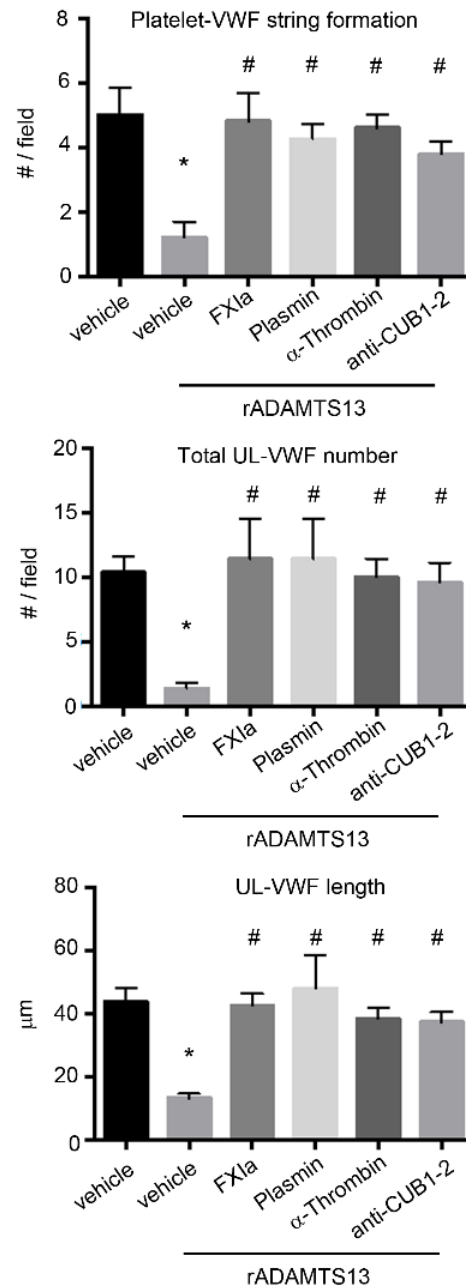 Platelet-VWF string formation
8
6
4
2
0
# / field
*
#
#
#
#
vehicle
vehicle
FXIa
Plasmin
α-Thrombin
anti-CUB1-2
rADAMTS13
Total UL-VWF number
20
15
10
5
0
# / field
*
#
#
#
#
vehicle
vehicle
FXIa
Plasmin
α-Thrombin
anti-CUB1-2
rADAMTS13
UL-VWF length
80
60
40
20
0
μm
*
#
#
#
#
vehicle
vehicle
FXIa
Plasmin
α-Thrombin
anti-CUB1-2
rADAMTS13